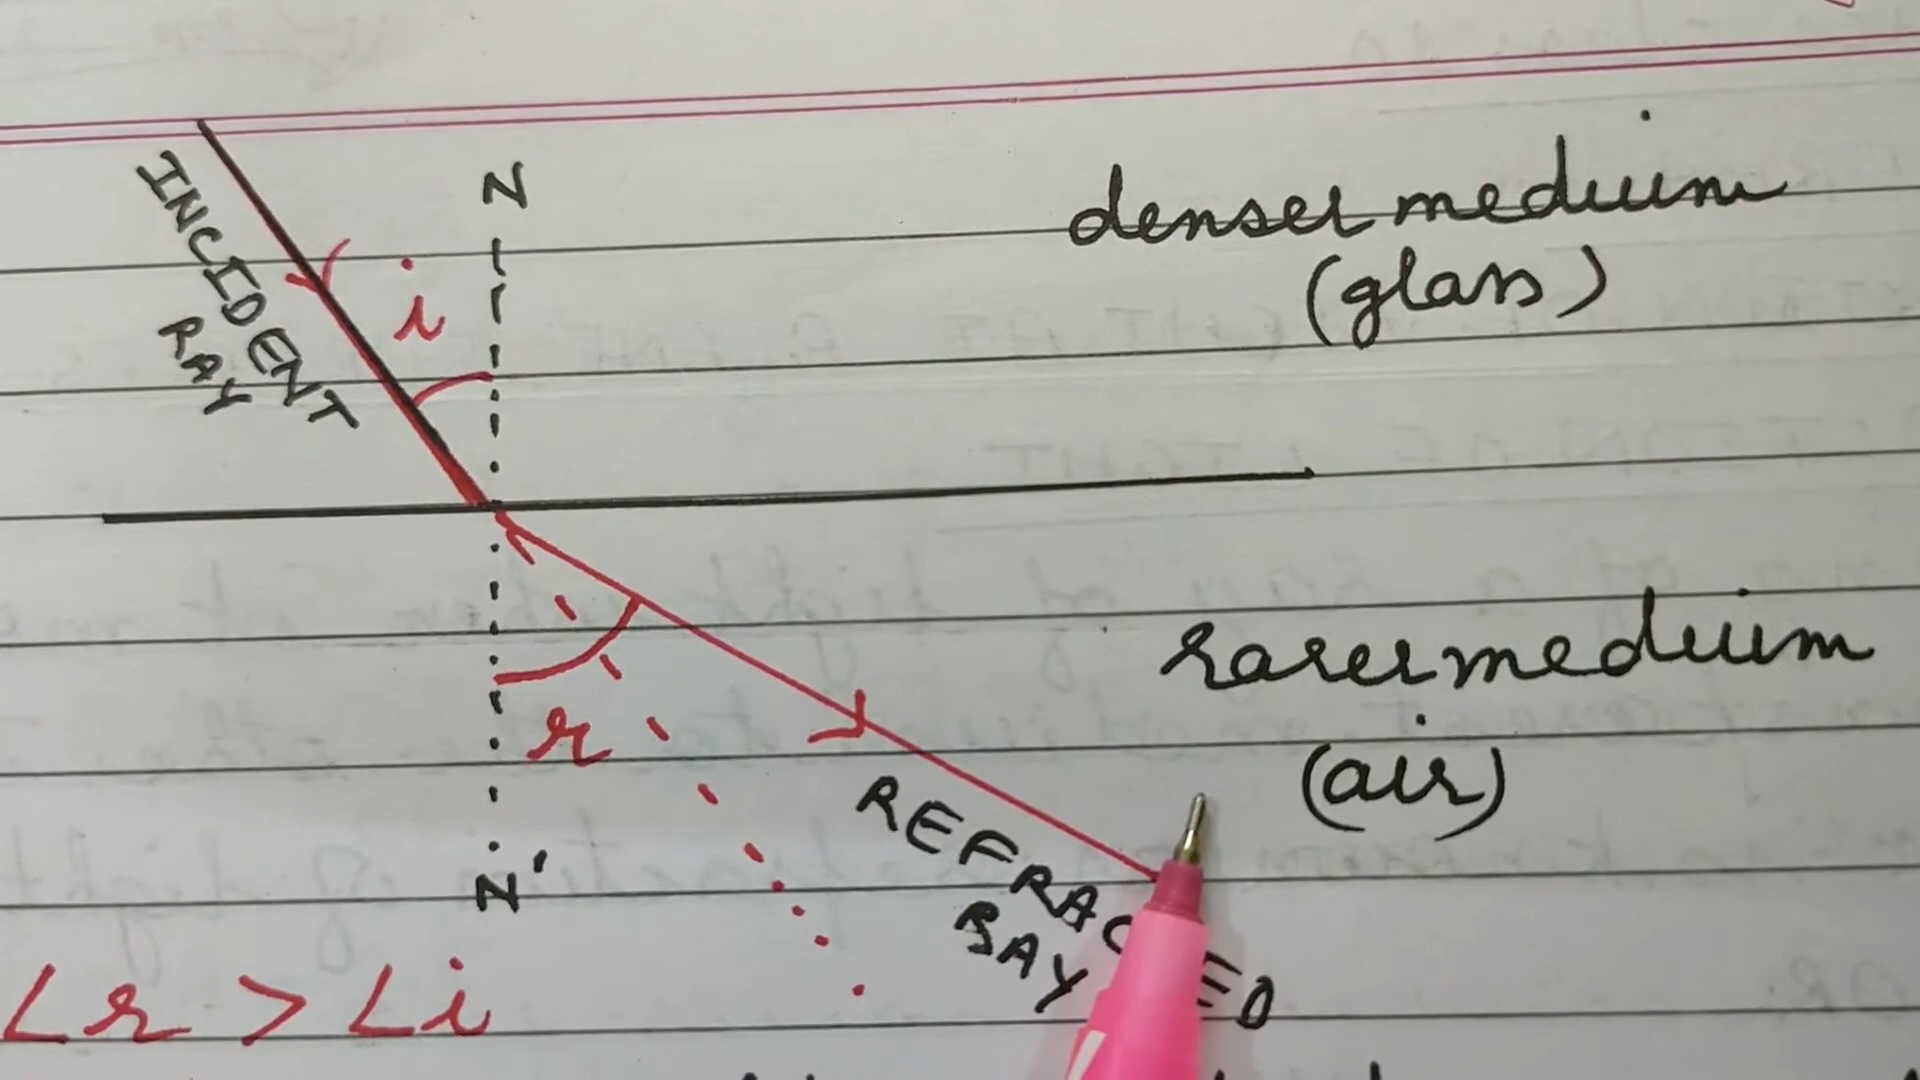 INCIDENT
RAY
N
i
denser medium
(glass)
rarer medium
(air)
r
N'
REFRACTED
RAY
∠r > ∠i